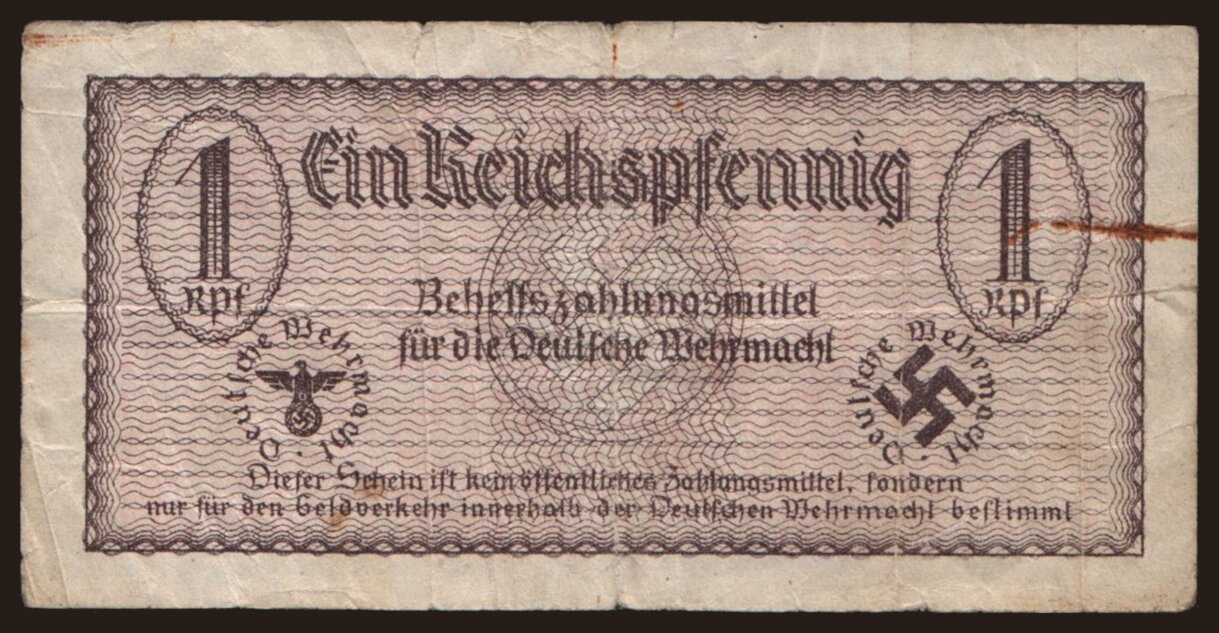 Ein Reichspfennig
1
Rpf
1
Rpf
Behelfszahlungsmittel
für die Deutsche Wehrmacht
Deutsche Wehrmacht ·
Deutsche Wehrmacht ·
Dieser Schein ist kein öffentliches Zahlungsmittel, sondern
nur für den Geldverkehr innerhalb der Deutschen Wehrmacht bestimmt